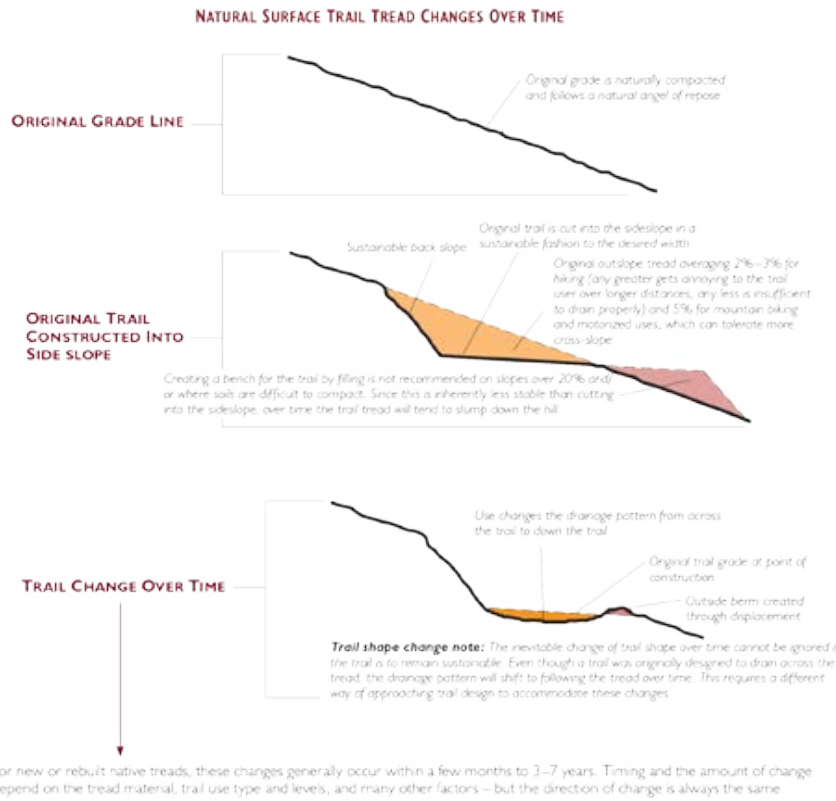 NATURAL SURFACE TRAIL TREAD CHANGES OVER TIME
Original grade is naturally compacted
and follows a natural angel of repose
ORIGINAL GRADE LINE
Original trail is cut into the sideslope in a
sustainable fashion to the desired width
Sustainable back slope
Original outslope tread averaging 2%–3% for
hiking (any greater gets annoying to the trail
user over longer distances, any less is insufficient
to drain properly) and 5% for mountain biking
and motorized uses, which can tolerate more
cross-slope
ORIGINAL TRAIL
CONSTRUCTED INTO
SIDE SLOPE
Creating a bench for the trail by filling is not recommended on slopes over 20% and/
or where soils are difficult to compact. Since this is inherently less stable than cutting
into the sideslope, over time the trail tread will tend to slump down the hill
Use changes the drainage pattern from across
the trail to down the trail
Original trail grade at point of
construction
TRAIL CHANGE OVER TIME
Outside berm created
through displacement
Trail shape change note: The inevitable change of trail shape over time cannot be ignored i
the trail is to remain sustainable. Even though a trail was originally designed to drain across the
tread, the drainage pattern will shift to following the tread over time. This requires a different
way of approaching trail design to accommodate these changes
or new or rebuilt native treads, these changes generally occur within a few months to 3–7 years. Timing and the amount of change
epend on the tread material, trail use type and levels, and many other factors – but the direction of change is always the same